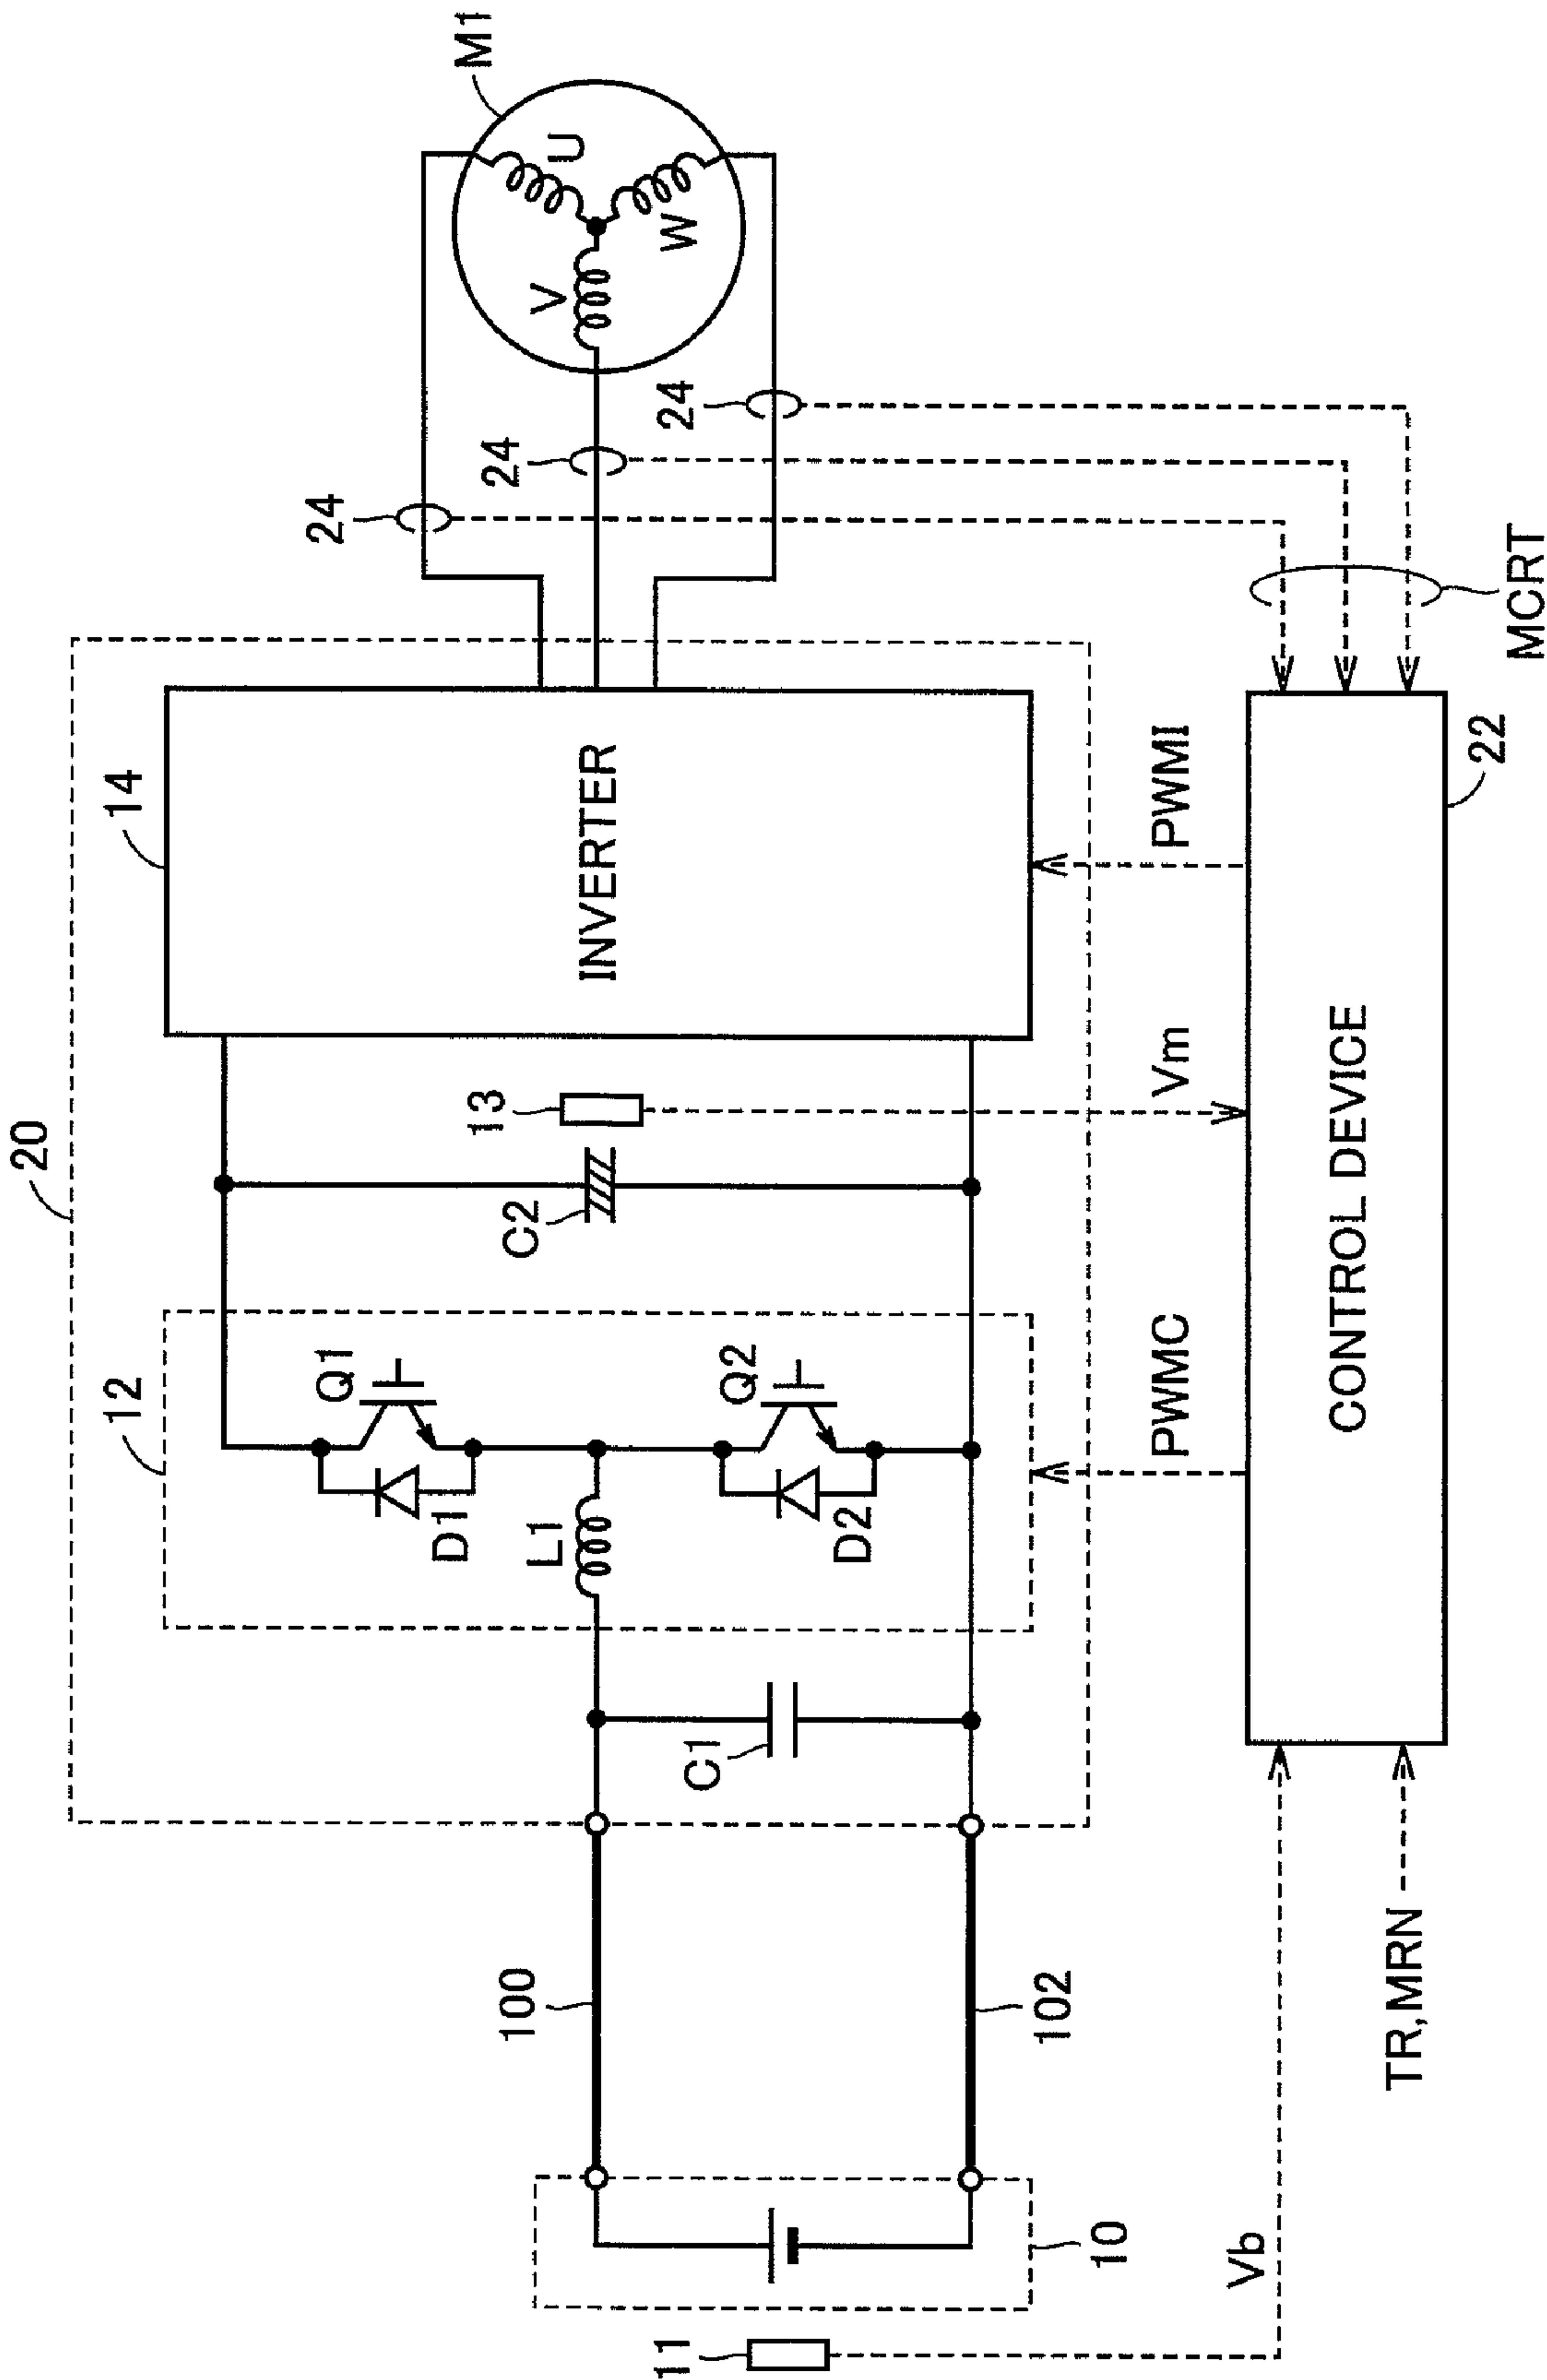 20
12
14
M1
Q1
D1
L1
Q2
D2
C1
C2
13
INVERTER
24
24
24
U
V
W
100
102
10
11
Vb
TR,MRN
PWMC
Vm
PWMI
CONTROL DEVICE
22
MCRT